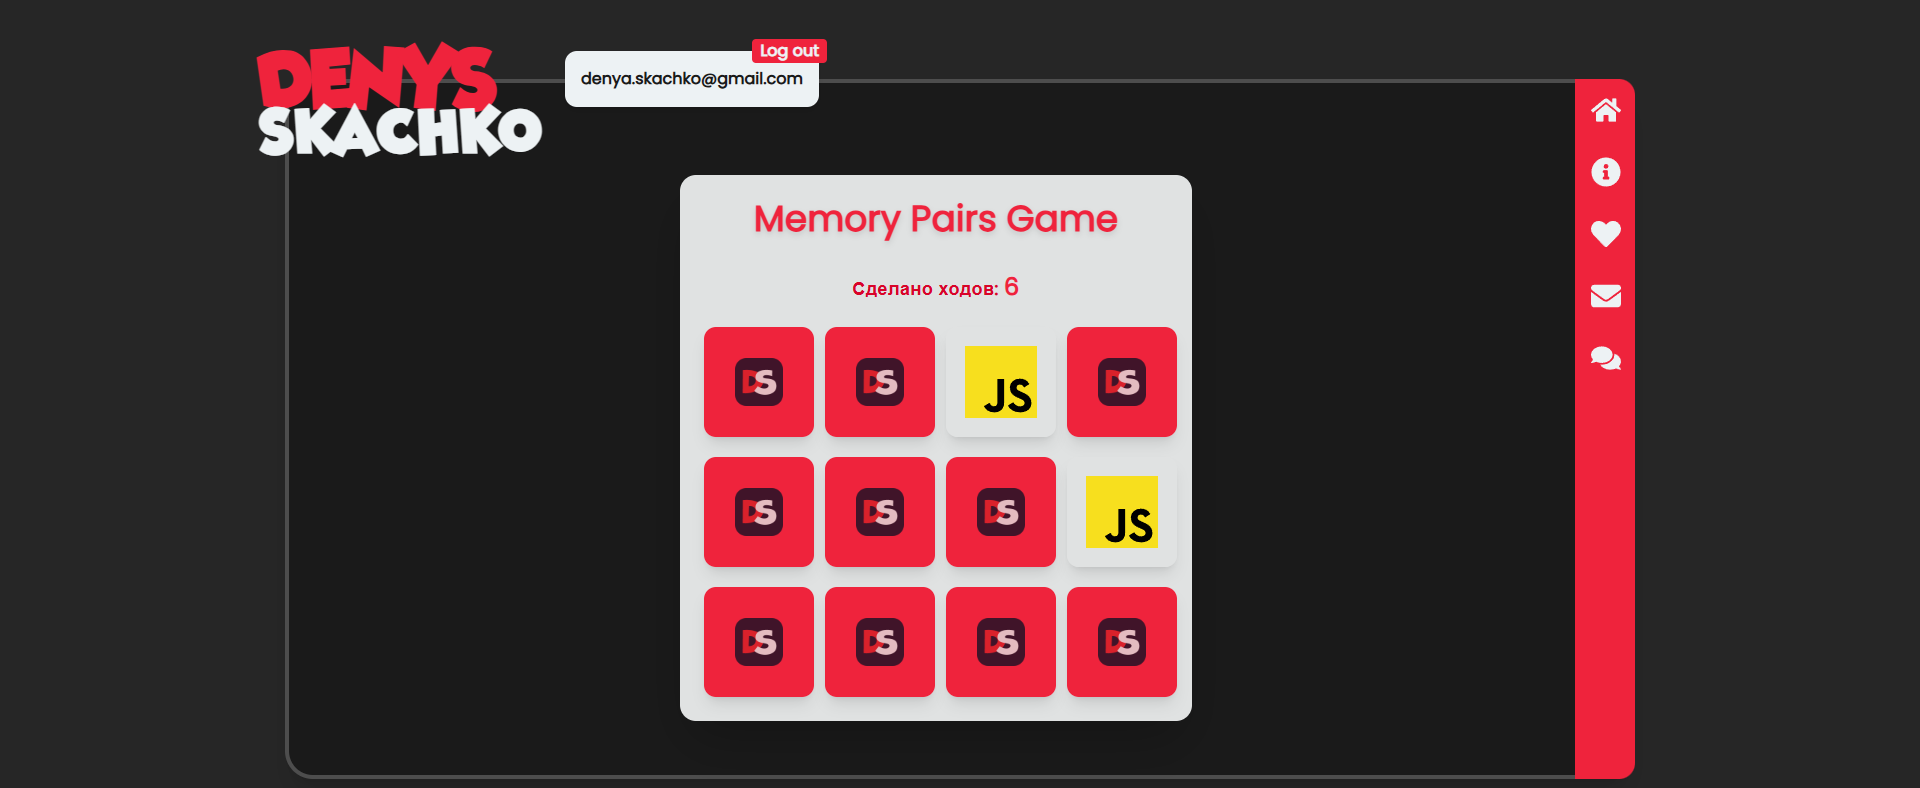 DENYS
SKACHKO
Log out
denya.skachko@gmail.com
Memory Pairs Game
Сделано ходов: 6
DS DS JS DS
DS DS DS JS
DS DS DS DS